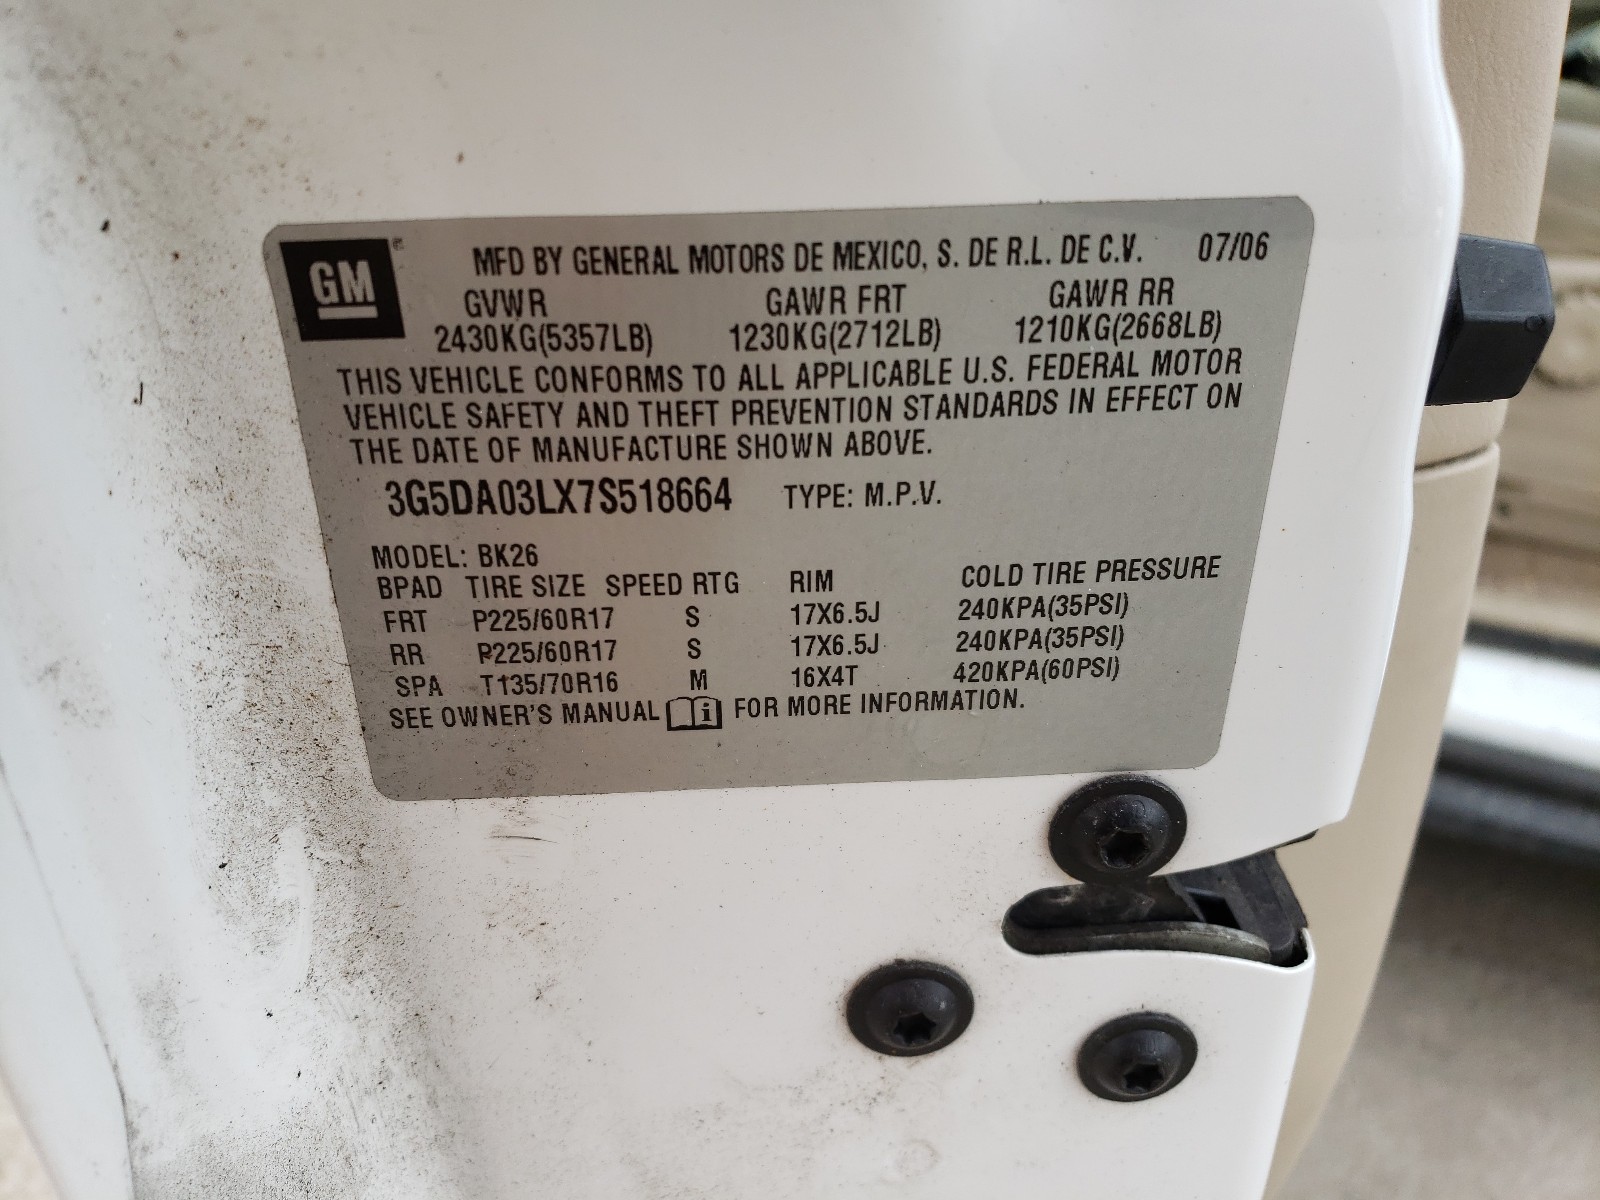 GM ® MFD BY GENERAL MOTORS DE MEXICO, S. DE R.L. DE C.V. 07/06
GVWR GAWR FRT GAWR RR
2430KG(5357LB) 1230KG(2712LB) 1210KG(2668LB)
THIS VEHICLE CONFORMS TO ALL APPLICABLE U.S. FEDERAL MOTOR
VEHICLE SAFETY AND THEFT PREVENTION STANDARDS IN EFFECT ON
THE DATE OF MANUFACTURE SHOWN ABOVE.
3G5DA03LX7S518664 TYPE: M.P.V.
MODEL: BK26
BPAD TIRE SIZE SPEED RTG RIM COLD TIRE PRESSURE
FRT P225/60R17 S 17X6.5J 240KPA(35PSI)
RR P225/60R17 S 17X6.5J 240KPA(35PSI)
SPA T135/70R16 M 16X4T 420KPA(60PSI)
SEE OWNER'S MANUAL i FOR MORE INFORMATION.